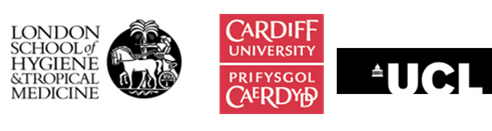 LONDON
SCHOOL of
HYGIENE
& TROPICAL
MEDICINE
CARDIFF
UNIVERSITY
PRIFYSGOL
CAERDYDD
UCL